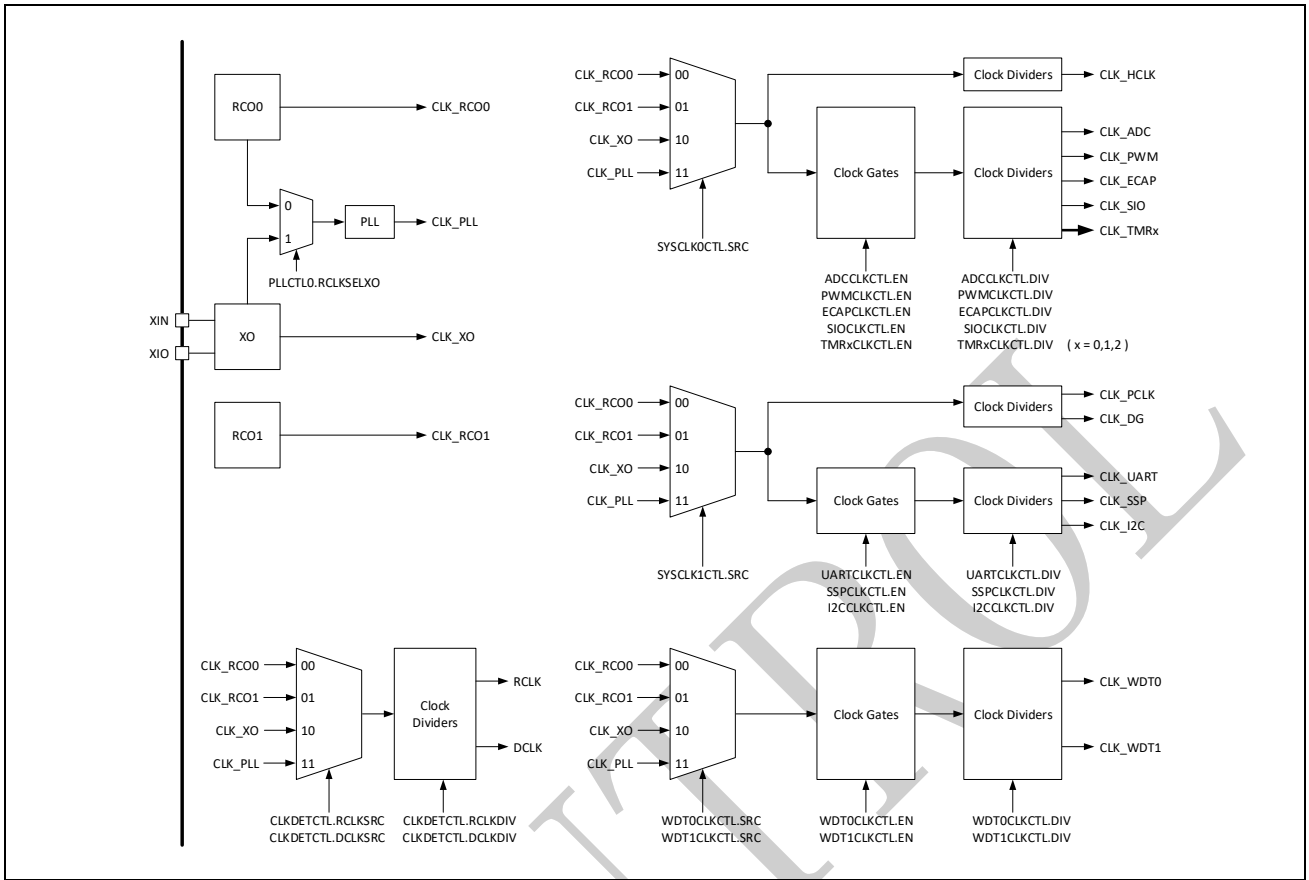 RCO0
CLK_RCO0
0
1
PLL
CLK_PLL
PLLCTL0.RCLKSELXO
XIN
XIO
XO
CLK_XO
RCO1
CLK_RCO1
CLK_RCO0 00
CLK_RCO1 01
CLK_XO 10
CLK_PLL 11
SYSCLK0CTL.SRC
Clock Dividers
CLK_HCLK
Clock Gates
Clock Dividers
CLK_ADC
CLK_PWM
CLK_ECAP
CLK_SIO
CLK_TMRx
ADCCLKCTL.EN
PWMCLKCTL.EN
ECAPCLKCTL.EN
SIOCLKCTL.EN
TMRxCLKCTL.EN
ADCCLKCTL.DIV
PWMCLKCTL.DIV
ECAPCLKCTL.DIV
SIOCLKCTL.DIV
TMRxCLKCTL.DIV ( x = 0,1,2 )
CLK_RCO0 00
CLK_RCO1 01
CLK_XO 10
CLK_PLL 11
SYSCLK1CTL.SRC
Clock Dividers
CLK_PCLK
CLK_DG
Clock Gates
Clock Dividers
CLK_UART
CLK_SSP
CLK_I2C
UARTCLKCTL.EN
SSPCLKCTL.EN
I2CCLKCTL.EN
UARTCLKCTL.DIV
SSPCLKCTL.DIV
I2CCLKCTL.DIV
CLK_RCO0 00
CLK_RCO1 01
CLK_XO 10
CLK_PLL 11
Clock
Dividers
RCLK
DCLK
CLKDETCTL.RCLKSRC
CLKDETCTL.DCLKSRC
CLKDETCTL.RCLKDIV
CLKDETCTL.DCLKDIV
CLK_RCO0 00
CLK_RCO1 01
CLK_XO 10
CLK_PLL 11
Clock Gates
Clock Dividers
CLK_WDT0
CLK_WDT1
WDT0CLKCTL.SRC
WDT1CLKCTL.SRC
WDT0CLKCTL.EN
WDT1CLKCTL.EN
WDT0CLKCTL.DIV
WDT1CLKCTL.DIV
TROL